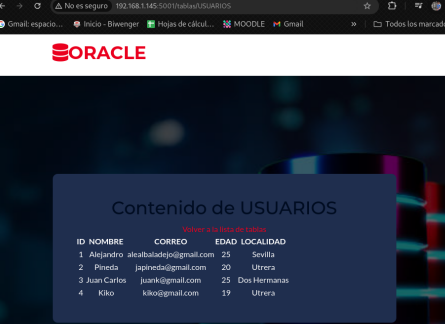 No es seguro 192.168.1.145:5001/tablas/USUARIOS
Gmail: espacio... Inicio - Biwenger Hojas de cálcul... MOODLE Gmail » Todos los marcado
ORACLE
Contenido de USUARIOS
Volver a la lista de tablas
ID NOMBRE CORREO EDAD LOCALIDAD
1 Alejandro alealbaladejo@gmail.com 25 Sevilla
2 Pineda japineda@gmail.com 20 Utrera
3 Juan Carlos juank@gmail.com 25 Dos Hermanas
4 Kiko kiko@gmail.com 19 Utrera